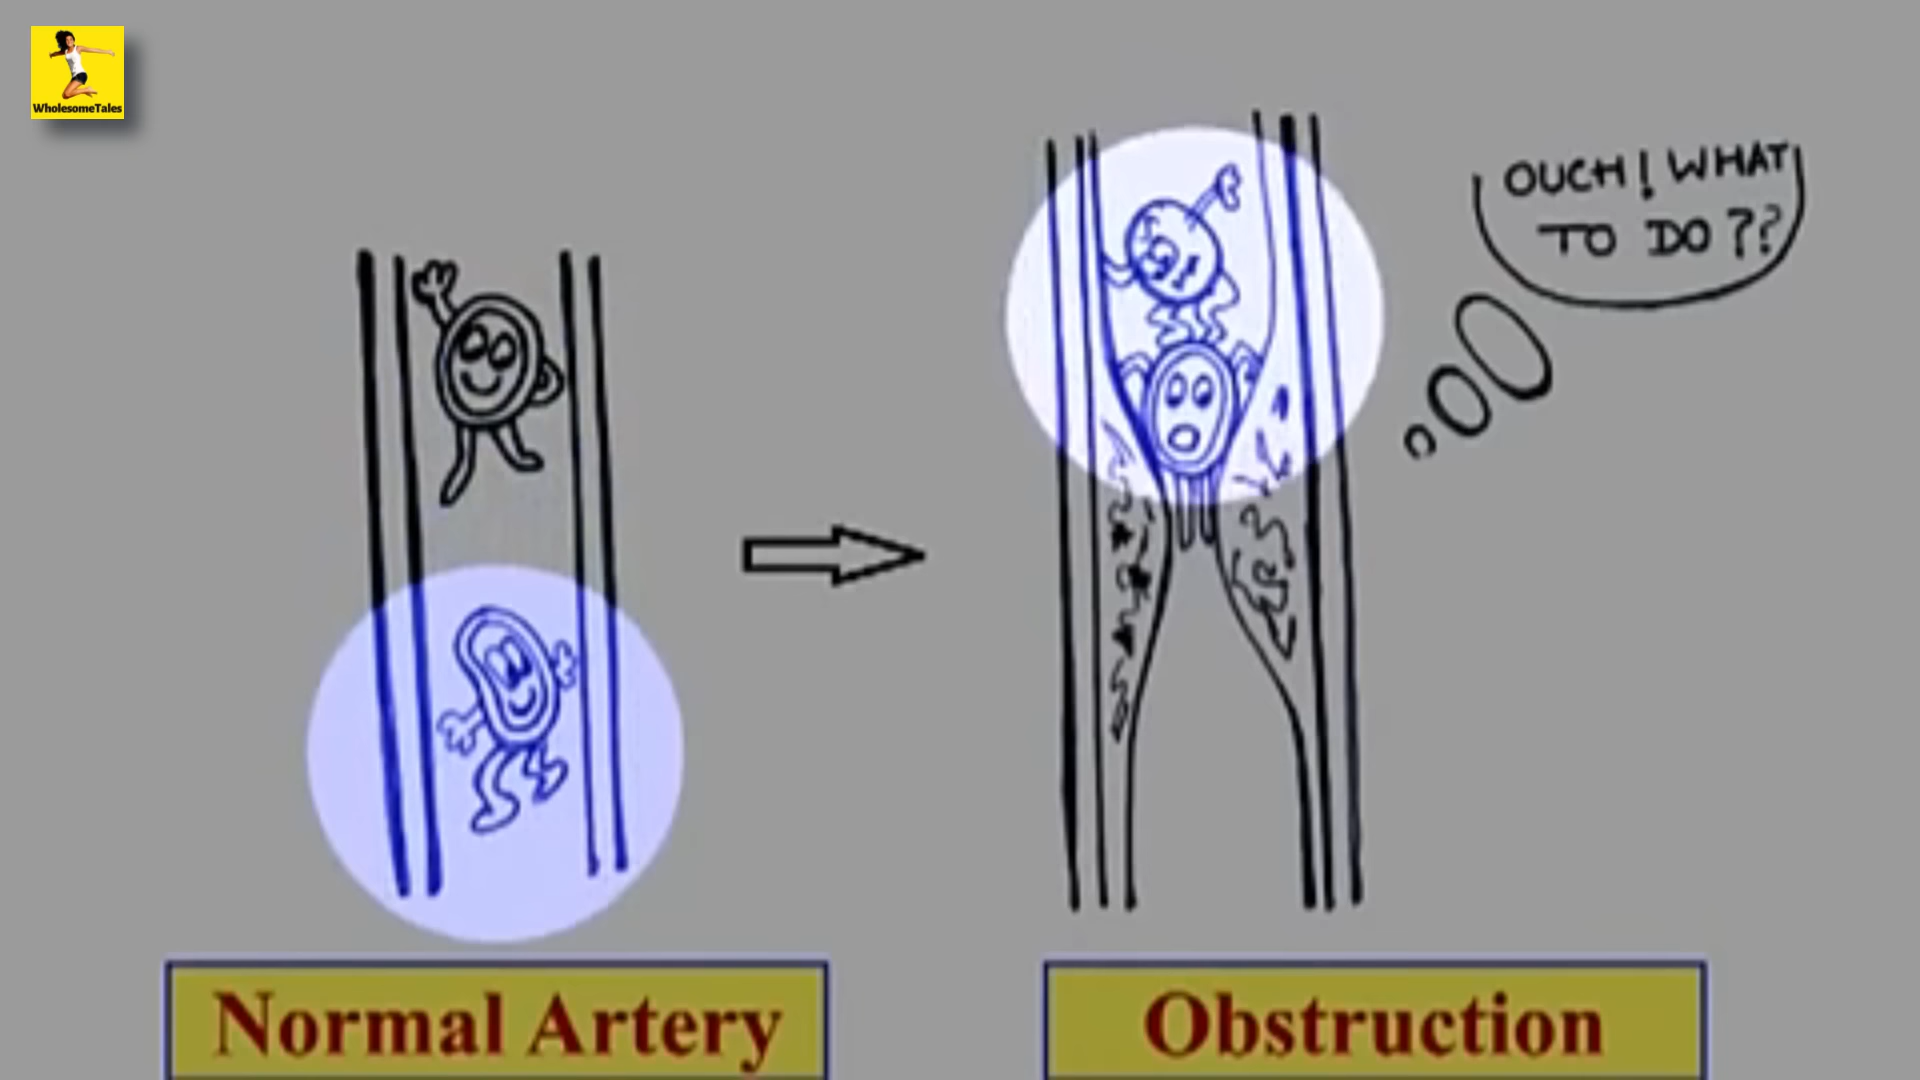 WholesomeTales
OUCH! WHAT
TO DO??
Normal Artery
Obstruction